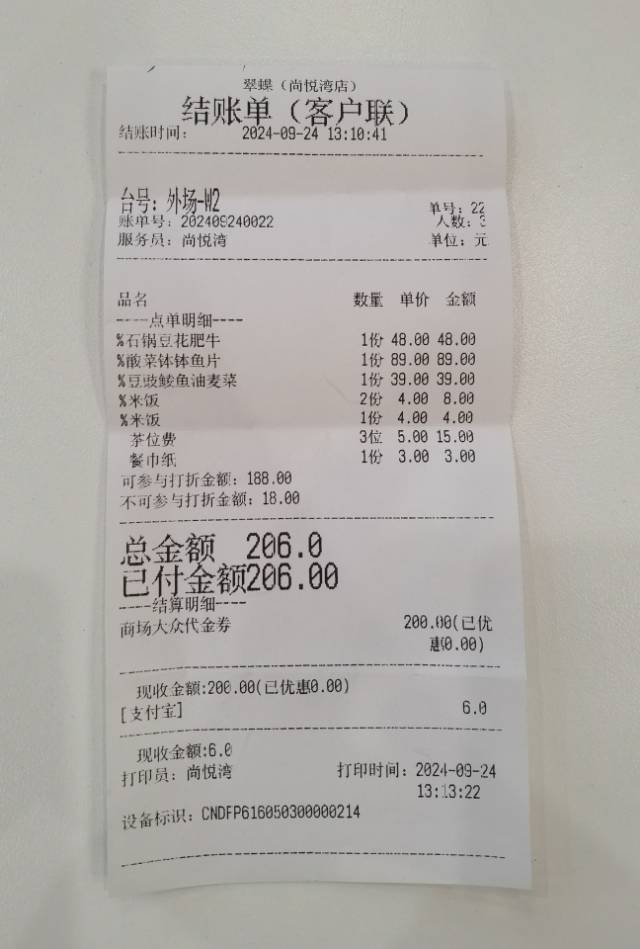 翠蝶（尚悦湾店）
结账单（客户联）
结账时间： 2024-09-24 13:10:41
台号：外场-W2
单号：22
账单号：202409240022 人数：3
服务员：尚悦湾 单位：元
品名 数量 单价 金额
----点单明细----
%石锅豆花肥牛 1份 48.00 48.00
%酸菜钵钵鱼片 1份 89.00 89.00
%豆豉鲮鱼油麦菜 1份 39.00 39.00
%米饭 2份 4.00 8.00
%米饭 1份 4.00 4.00
茶位费 3位 5.00 15.00
餐巾纸 1份 3.00 3.00
可参与打折金额：188.00
不可参与打折金额：18.00
总金额 206.0
已付金额206.00
----结算明细----
商场大众代金券 200.00(已优
惠0.00)
现收金额:200.00(已优惠0.00)
[支付宝] 6.0
现收金额:6.0
打印员：尚悦湾 打印时间：2024-09-24
13:13:22
设备标识：CNDFP616050300000214